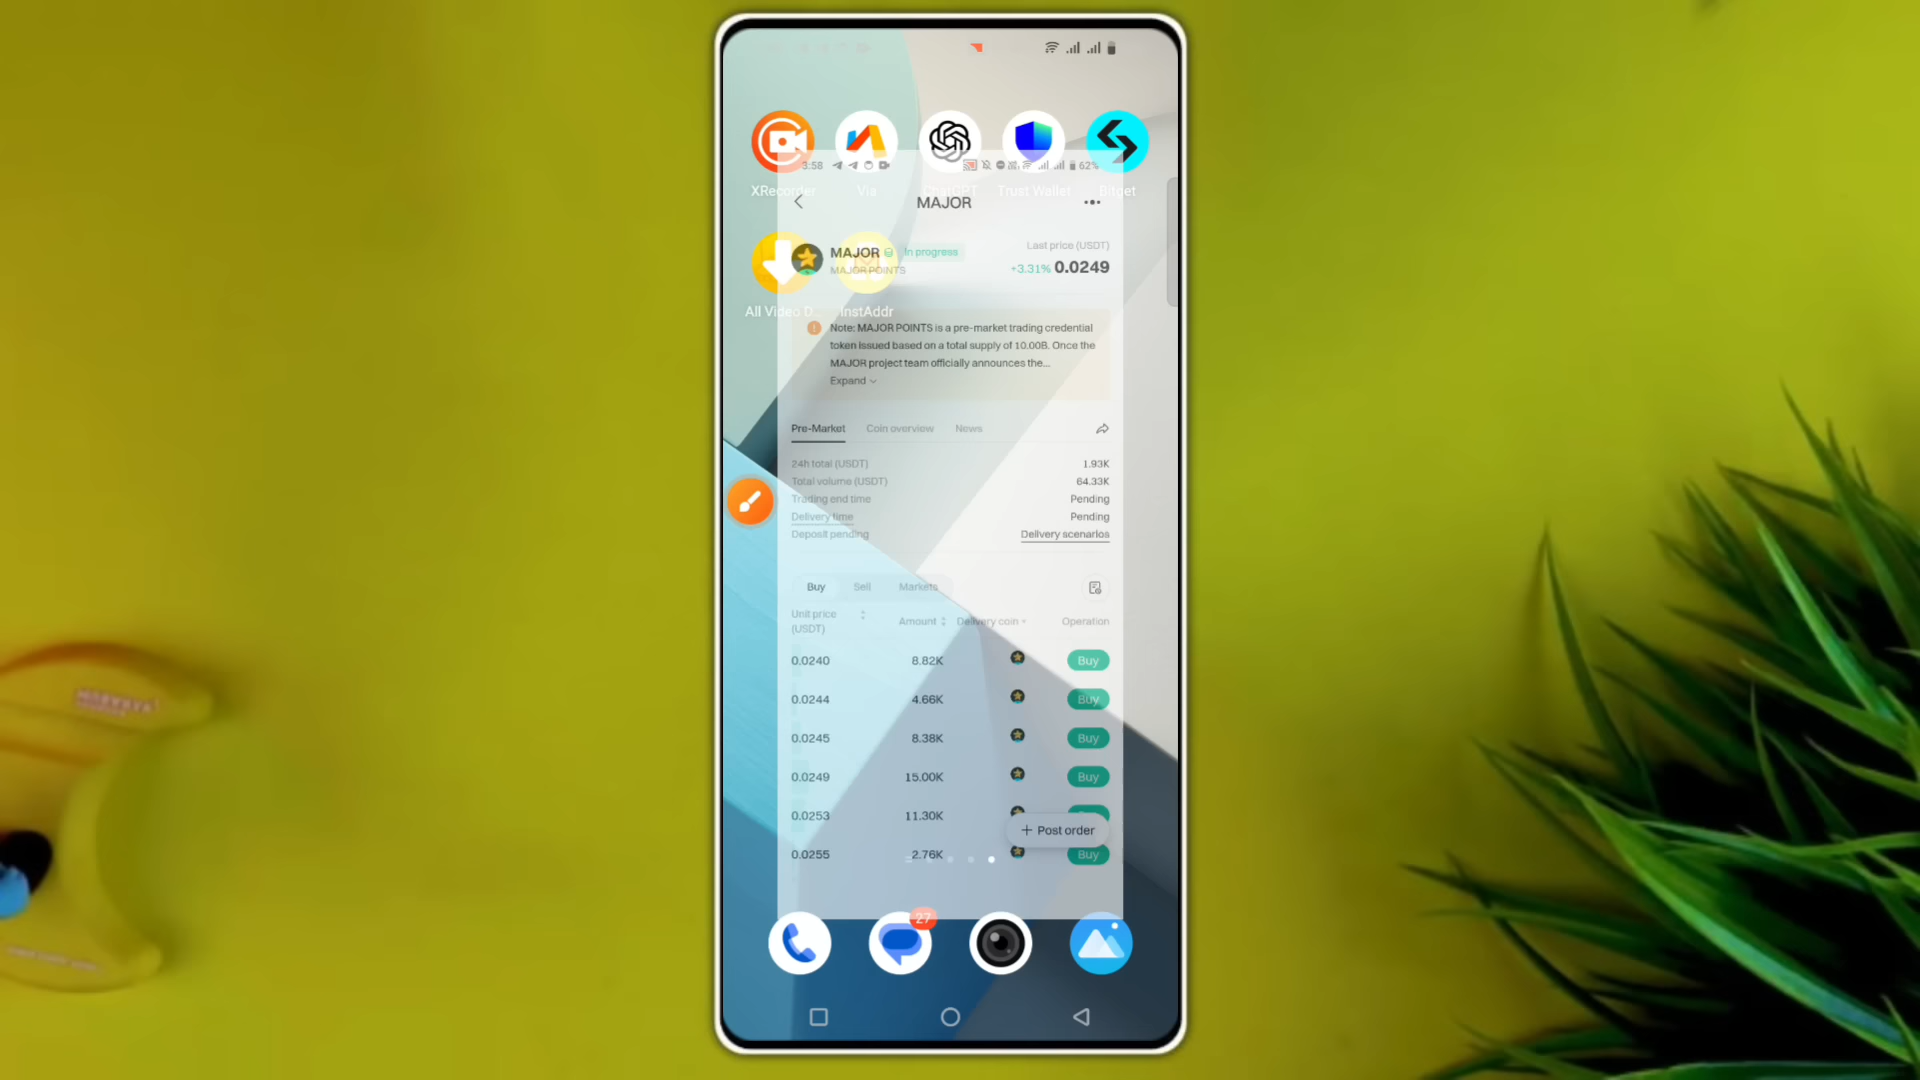 XRecorder Via ChatGPT Trust Wallet Bitget
3:58 62%
MAJOR
MAJOR In progress
MAJOR POINTS
Last price (USDT)
+3.31% 0.0249
All Video D... InstAddr
Note: MAJOR POINTS is a pre-market trading credential
token issued based on a total supply of 10.00B. Once the
MAJOR project team officially announces the...
Expand
Pre-Market Coin overview News
24h total (USDT) 1.93K
Total volume (USDT) 64.33K
Trading end time Pending
Delivery time Pending
Deposit pending Delivery scenarios
Buy Sell Markets
Unit price
(USDT)
Amount Delivery coin Operation
0.0240 8.82K Buy
0.0244 4.66K Buy
0.0245 8.38K Buy
0.0249 15.00K Buy
0.0253 11.30K
+ Post order
0.0255 2.76K Buy
27